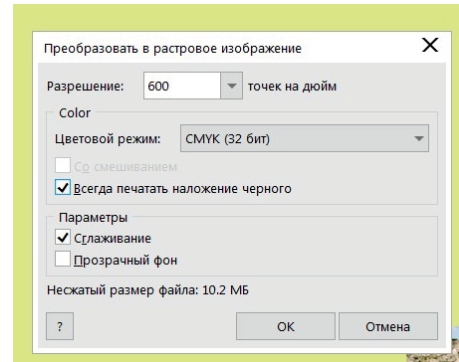 Преобразовать в растровое изображение
Разрешение: 600 точек на дюйм
Color
Цветовой режим: CMYK (32 бит)
Со смешиванием
Всегда печатать наложение черного
Параметры
Сглаживание
Прозрачный фон
Несжатый размер файла: 10.2 МБ
? ОК Отмена